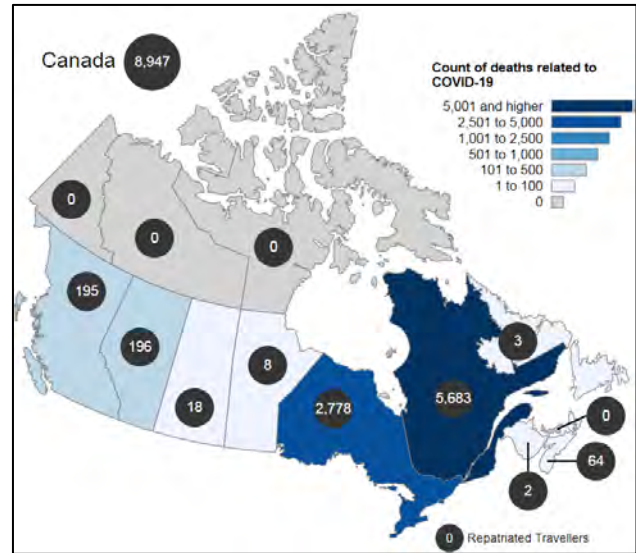 Canada 8,947
Count of deaths related to
COVID-19
5,001 and higher
2,501 to 5,000
1,001 to 2,500
501 to 1,000
101 to 500
1 to 100
0
0
0
0
195
196
18
8
2,778
5,683
3
0
64
2
0 Repatriated Travellers